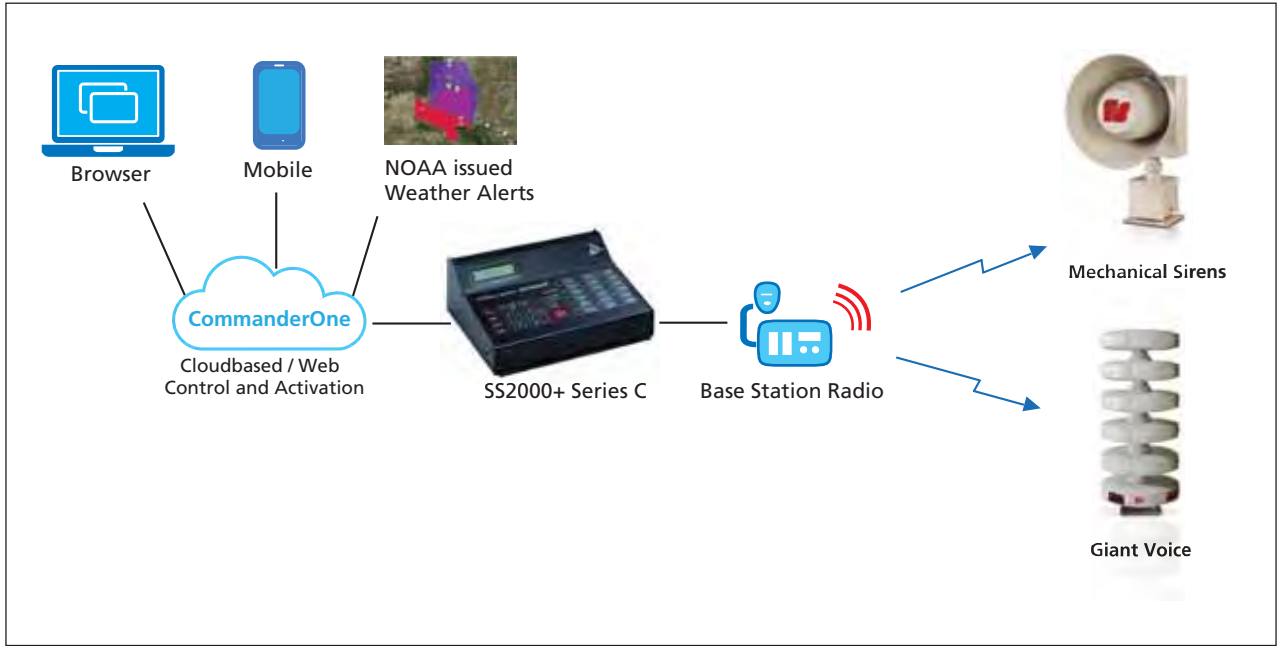 Browser
Mobile
NOAA issued
Weather Alerts
CommanderOne
Cloudbased / Web
Control and Activation
SS2000+ Series C
Base Station Radio
Mechanical Sirens
Giant Voice